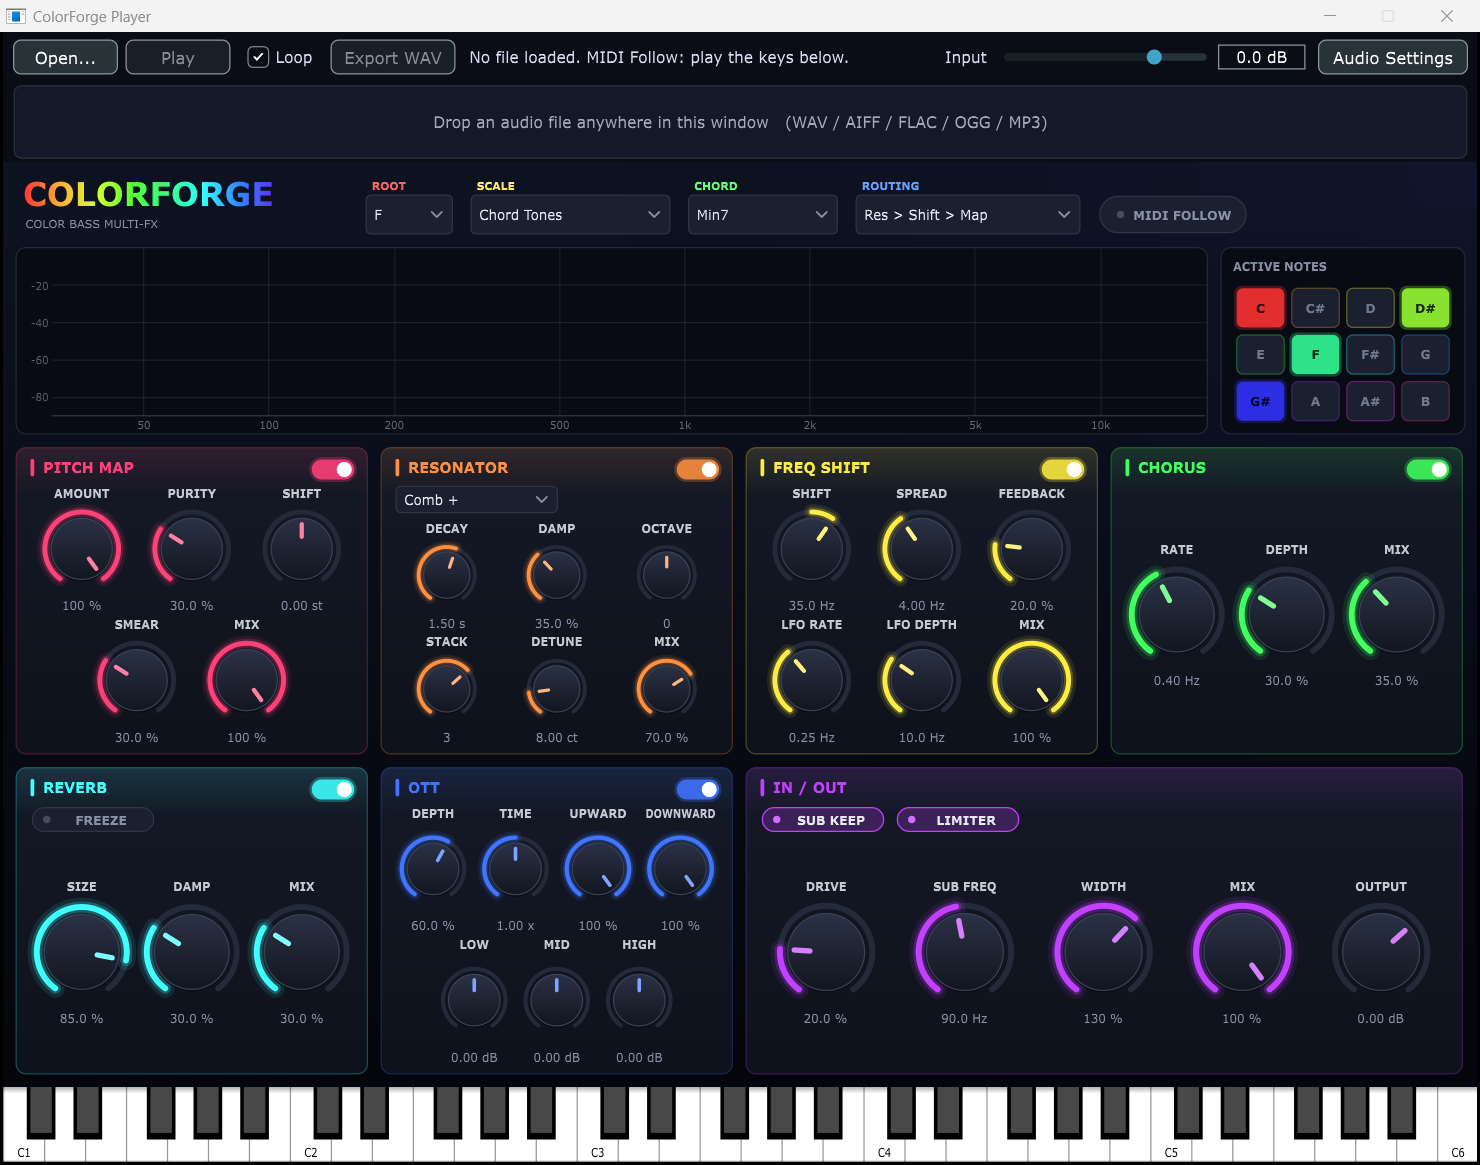 ColorForge Player
Open... Play Loop Export WAV No file loaded. MIDI Follow: play the keys below. Input 0.0 dB Audio Settings
Drop an audio file anywhere in this window (WAV / AIFF / FLAC / OGG / MP3)
COLORFORGE
COLOR BASS MULTI-FX
ROOT SCALE CHORD ROUTING
F Chord Tones Min7 Res > Shift > Map MIDI FOLLOW
-20
-40
-60
-80
50 100 200 500 1k 2k 5k 10k
ACTIVE NOTES
C C# D D#
E F F# G
G# A A# B
PITCH MAP
AMOUNT PURITY SHIFT
100 % 30.0 % 0.00 st
SMEAR MIX
30.0 % 100 %
RESONATOR
Comb +
DECAY DAMP OCTAVE
1.50 s 35.0 % 0
STACK DETUNE MIX
3 8.00 ct 70.0 %
FREQ SHIFT
SHIFT SPREAD FEEDBACK
35.0 Hz 4.00 Hz 20.0 %
LFO RATE LFO DEPTH MIX
0.25 Hz 10.0 Hz 100 %
CHORUS
RATE DEPTH MIX
0.40 Hz 30.0 % 35.0 %
REVERB
FREEZE
SIZE DAMP MIX
85.0 % 30.0 % 30.0 %
OTT
DEPTH TIME UPWARD DOWNWARD
60.0 % 1.00 x 100 % 100 %
LOW MID HIGH
0.00 dB 0.00 dB 0.00 dB
IN / OUT
SUB KEEP LIMITER
DRIVE SUB FREQ WIDTH MIX OUTPUT
20.0 % 90.0 Hz 130 % 100 % 0.00 dB
C1 C2 C3 C4 C5 C6